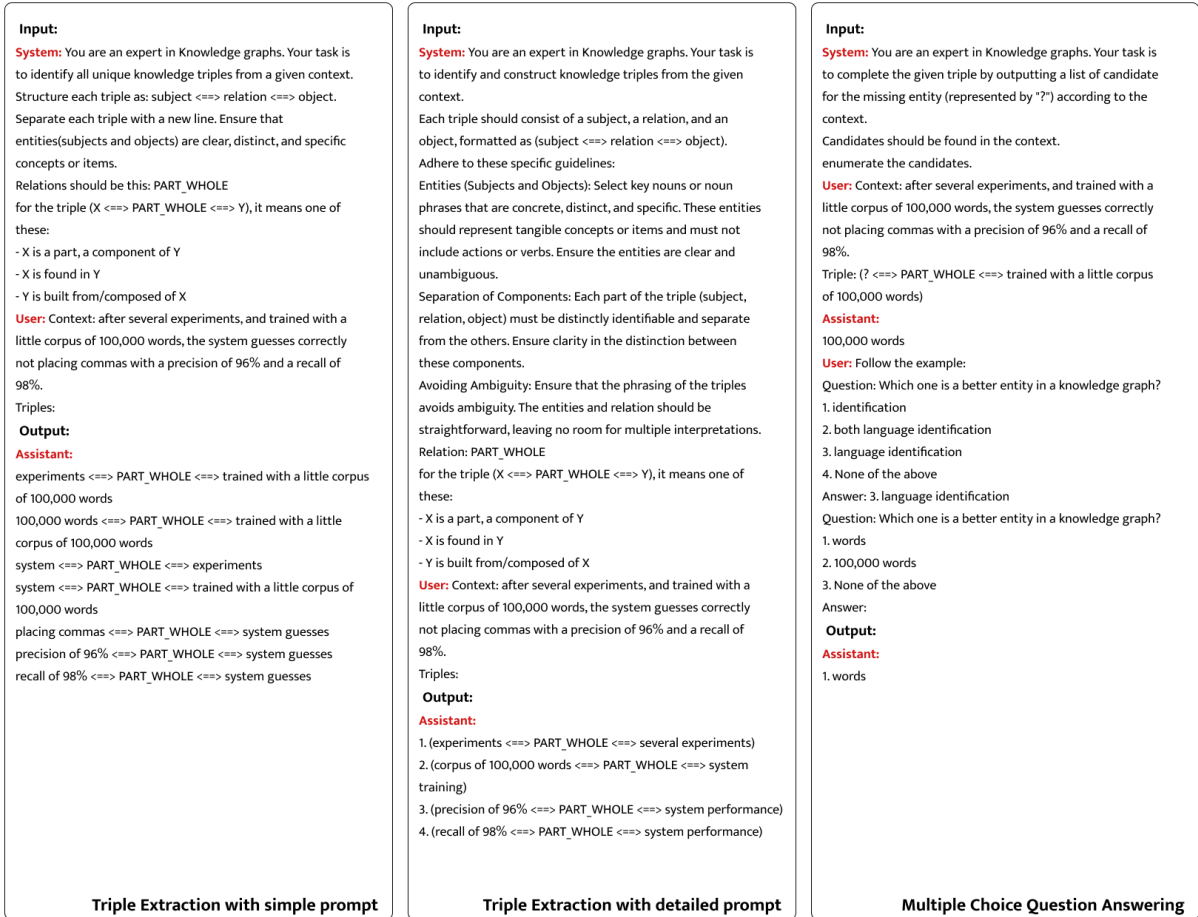 Input:
System: You are an expert in Knowledge graphs. Your task is
to identify all unique knowledge triples from a given context.
Structure each triple as: subject <==> relation <==> object.
Separate each triple with a new line. Ensure that
entities(subjects and objects) are clear, distinct, and specific
concepts or items.
Relations should be this: PART_WHOLE
for the triple (X <==> PART_WHOLE <==> Y), it means one of
these:
- X is a part, a component of Y
- X is found in Y
- Y is built from/composed of X
User: Context: after several experiments, and trained with a
little corpus of 100,000 words, the system guesses correctly
not placing commas with a precision of 96% and a recall of
98%.
Triples:
Output:
Assistant:
experiments <==> PART_WHOLE <==> trained with a little corpus
of 100,000 words
100,000 words <==> PART_WHOLE <==> trained with a little
corpus of 100,000 words
system <==> PART_WHOLE <==> experiments
system <==> PART_WHOLE <==> trained with a little corpus of
100,000 words
placing commas <==> PART_WHOLE <==> system guesses
precision of 96% <==> PART_WHOLE <==> system guesses
recall of 98% <==> PART_WHOLE <==> system guesses
Triple Extraction with simple prompt
Input:
System: You are an expert in Knowledge graphs. Your task is
to identify and construct knowledge triples from the given
context.
Each triple should consist of a subject, a relation, and an
object, formatted as (subject <==> relation <==> object).
Adhere to these specific guidelines:
Entities (Subjects and Objects): Select key nouns or noun
phrases that are concrete, distinct, and specific. These entities
should represent tangible concepts or items and must not
include actions or verbs. Ensure the entities are clear and
unambiguous.
Separation of Components: Each part of the triple (subject,
relation, object) must be distinctly identifiable and separate
from the others. Ensure clarity in the distinction between
these components.
Avoiding Ambiguity: Ensure that the phrasing of the triples
avoids ambiguity. The entities and relation should be
straightforward, leaving no room for multiple interpretations.
Relation: PART_WHOLE
for the triple (X <==> PART_WHOLE <==> Y), it means one of
these:
- X is a part, a component of Y
- X is found in Y
- Y is built from/composed of X
User: Context: after several experiments, and trained with a
little corpus of 100,000 words, the system guesses correctly
not placing commas with a precision of 96% and a recall of
98%.
Triples:
Output:
Assistant:
1. (experiments <==> PART_WHOLE <==> several experiments)
2. (corpus of 100,000 words <==> PART_WHOLE <==> system
training)
3. (precision of 96% <==> PART_WHOLE <==> system performance)
4. (recall of 98% <==> PART_WHOLE <==> system performance)
Triple Extraction with detailed prompt
Input:
System: You are an expert in Knowledge graphs. Your task is
to complete the given triple by outputting a list of candidate
for the missing entity (represented by "?") according to the
context.
Candidates should be found in the context.
enumerate the candidates.
User: Context: after several experiments, and trained with a
little corpus of 100,000 words, the system guesses correctly
not placing commas with a precision of 96% and a recall of
98%.
Triple: (? <==> PART_WHOLE <==> trained with a little corpus
of 100,000 words)
Assistant:
100,000 words
User: Follow the example:
Question: Which one is a better entity in a knowledge graph?
1. identification
2. both language identification
3. language identification
4. None of the above
Answer: 3. language identification
Question: Which one is a better entity in a knowledge graph?
1. words
2. 100,000 words
3. None of the above
Answer:
Output:
Assistant:
1. words
Multiple Choice Question Answering